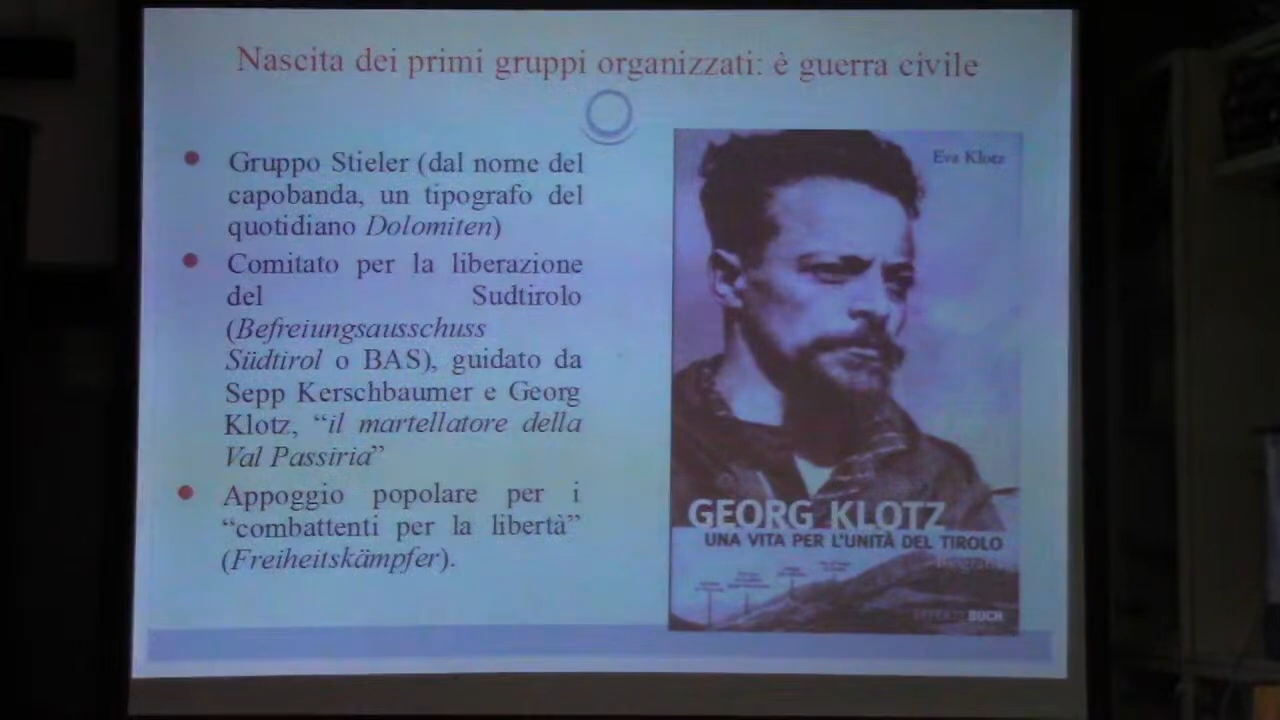 Nascita dei primi gruppi organizzati: è guerra civile
Gruppo Stieler (dal nome del
capobanda, un tipografo del
quotidiano Dolomiten)
Comitato per la liberazione
del Sudtirolo
(Befreiungsausschuss
Südtirol o BAS), guidato da
Sepp Kerschbaumer e Georg
Klotz, “il martellatore della
Val Passiria”
Appoggio popolare per i
“combattenti per la libertà”
(Freiheitskämpfer).
Eva Klotz
GEORG KLOTZ
UNA VITA PER L'UNITÀ DEL TIROLO
BUCH